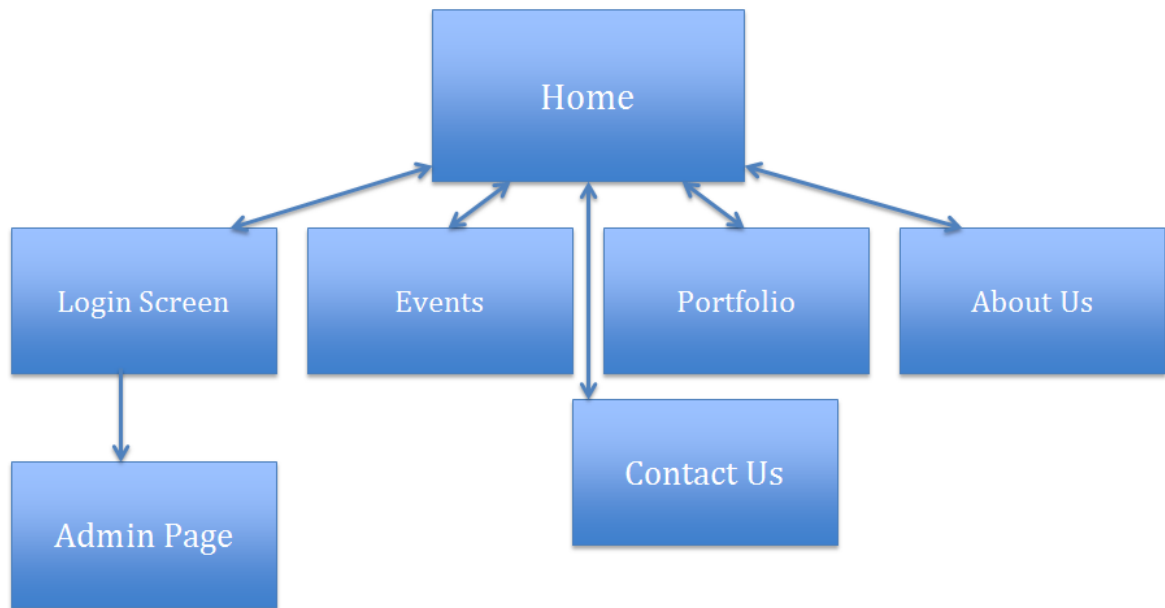 Home
Login Screen
Events
Portfolio
About Us
Contact Us
Admin Page